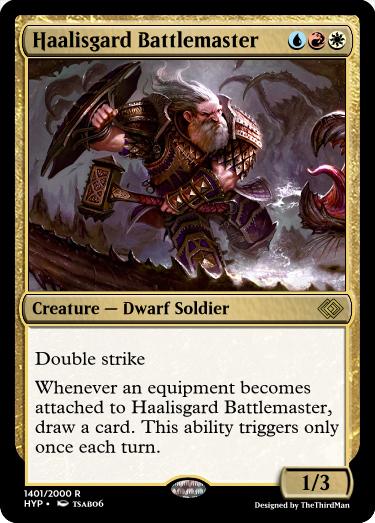 Haalisgard Battlemaster
Creature — Dwarf Soldier
Double strike
Whenever an equipment becomes
attached to Haalisgard Battlemaster,
draw a card. This ability triggers only
once each turn.
1/3
1401/2000 R
HYP • TSABO6
Designed by TheThirdMan